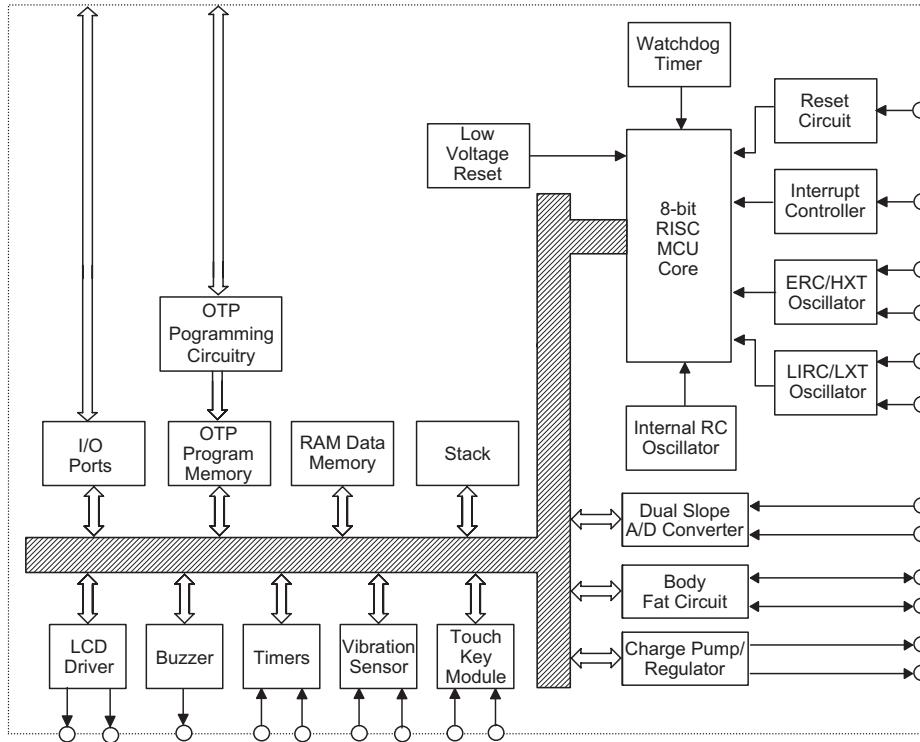 Watchdog
Timer
Reset
Circuit
Low
Voltage
Reset
8-bit
RISC
MCU
Core
Interrupt
Controller
ERC/HXT
Oscillator
OTP
Pogramming
Circuitry
LIRC/LXT
Oscillator
I/O
Ports
OTP
Program
Memory
RAM Data
Memory
Stack
Internal RC
Oscillator
Dual Slope
A/D Converter
Body
Fat Circuit
LCD
Driver
Buzzer
Timers
Vibration
Sensor
Touch
Key
Module
Charge Pump/
Regulator